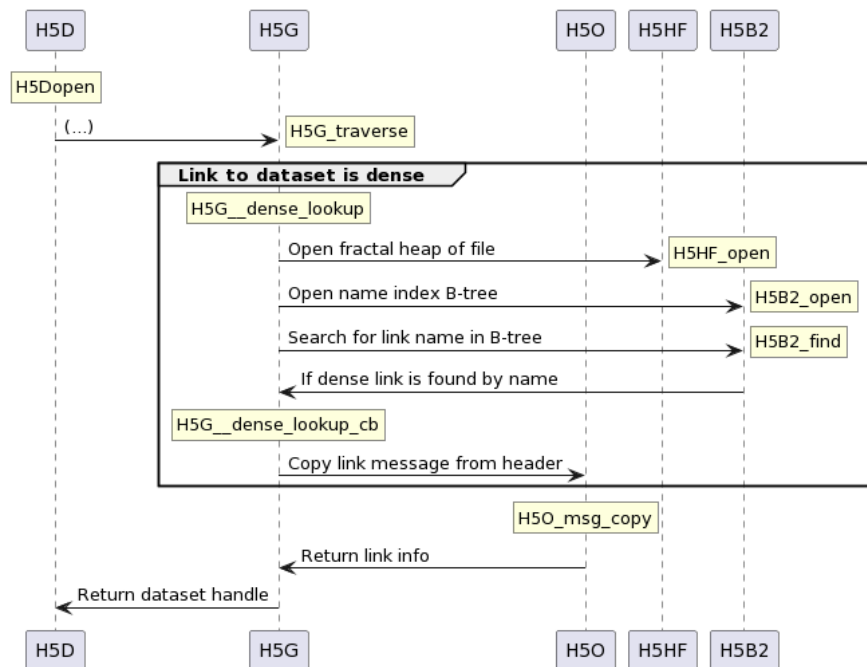 H5D H5G H5O H5HF H5B2
H5Dopen
(...)
H5G_traverse
Link to dataset is dense
H5G__dense_lookup
Open fractal heap of file
H5HF_open
Open name index B-tree
H5B2_open
Search for link name in B-tree
H5B2_find
If dense link is found by name
H5G__dense_lookup_cb
Copy link message from header
H5O_msg_copy
Return link info
Return dataset handle
H5D H5G H5O H5HF H5B2